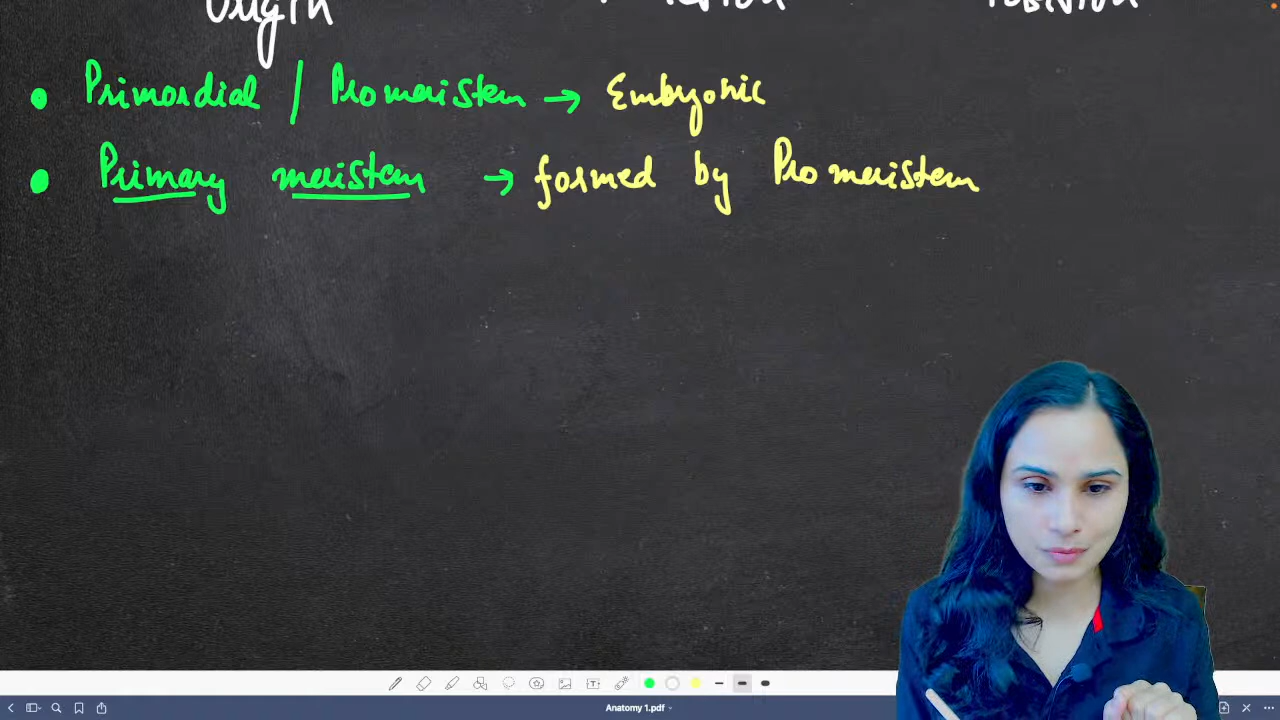 Origin
Primordial / Promeristem → Embryonic
Primary meristem → formed by Promeristem
Anatomy 1.pdf